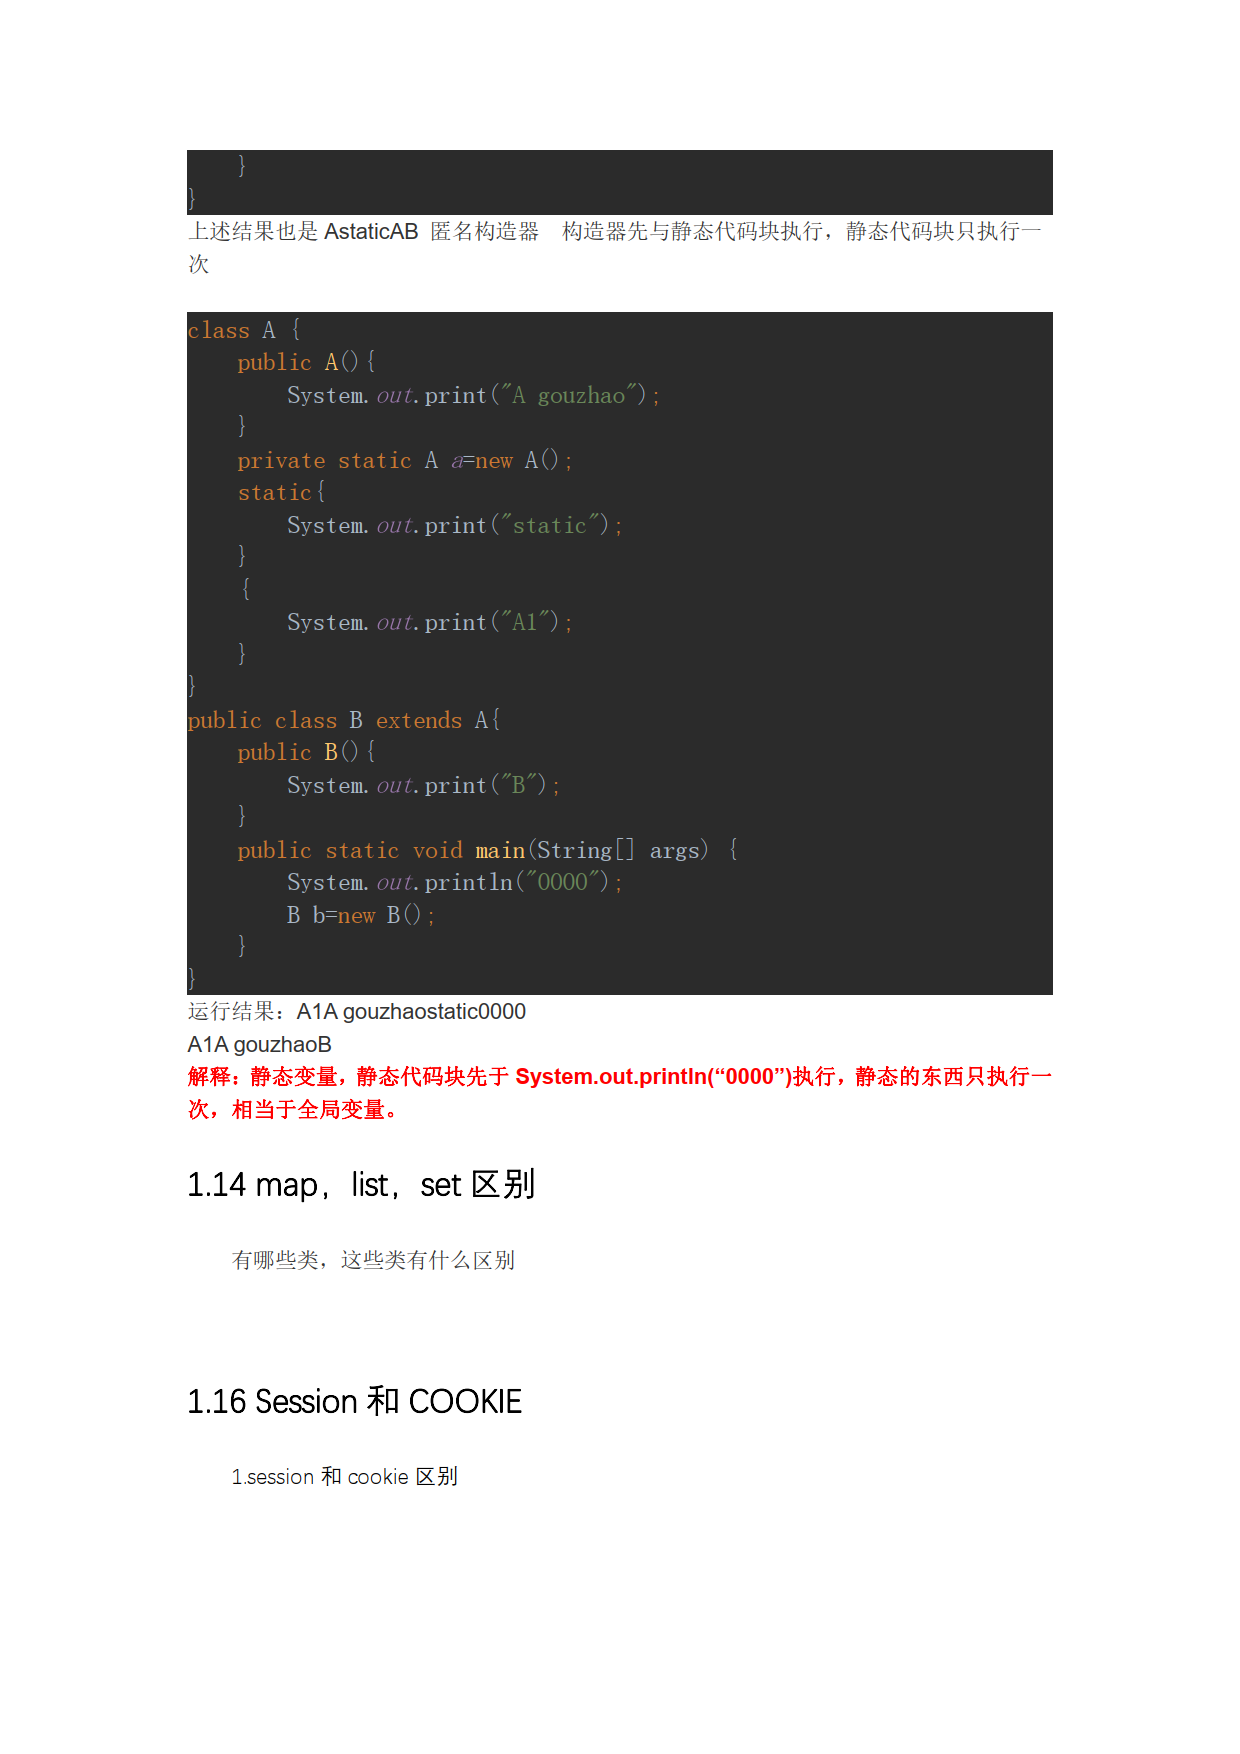 }
}
上述结果也是 AstaticAB  匿名构造器    构造器先与静态代码块执行，静态代码块只执行一
次
class A {
    public A(){
        System.out.print("A gouzhao");
    }
    private static A a=new A();
    static{
        System.out.print("static");
    }
    {
        System.out.print("A1");
    }
}
public class B extends A{
    public B(){
        System.out.print("B");
    }
    public static void main(String[] args) {
        System.out.println("0000");
        B b=new B();
    }
}
运行结果：A1A gouzhaostatic0000
A1A gouzhaoB
解释：静态变量，静态代码块先于 System.out.println(“0000”)执行，静态的东西只执行一
次，相当于全局变量。
1.14 map，list，set 区别
有哪些类，这些类有什么区别
1.16 Session 和 COOKIE
1.session 和 cookie 区别